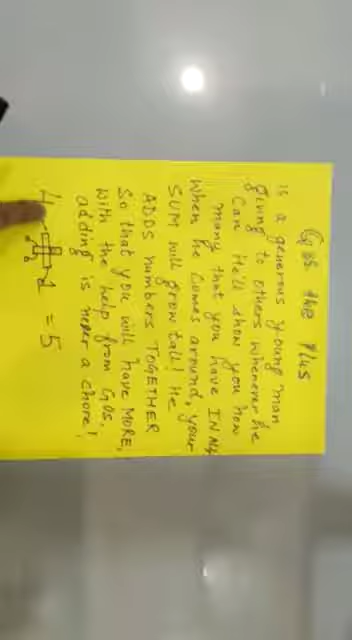 Gus the Plus
is a generous young man
giving to others whenever he
can He'll show you how
many that you have IN ALL
When he comes around, your
SUM will grow tall! He
ADDS numbers TOGETHER
So that you will have MORE,
With the help from GUS,
adding is never a chore!
4 1 = 5